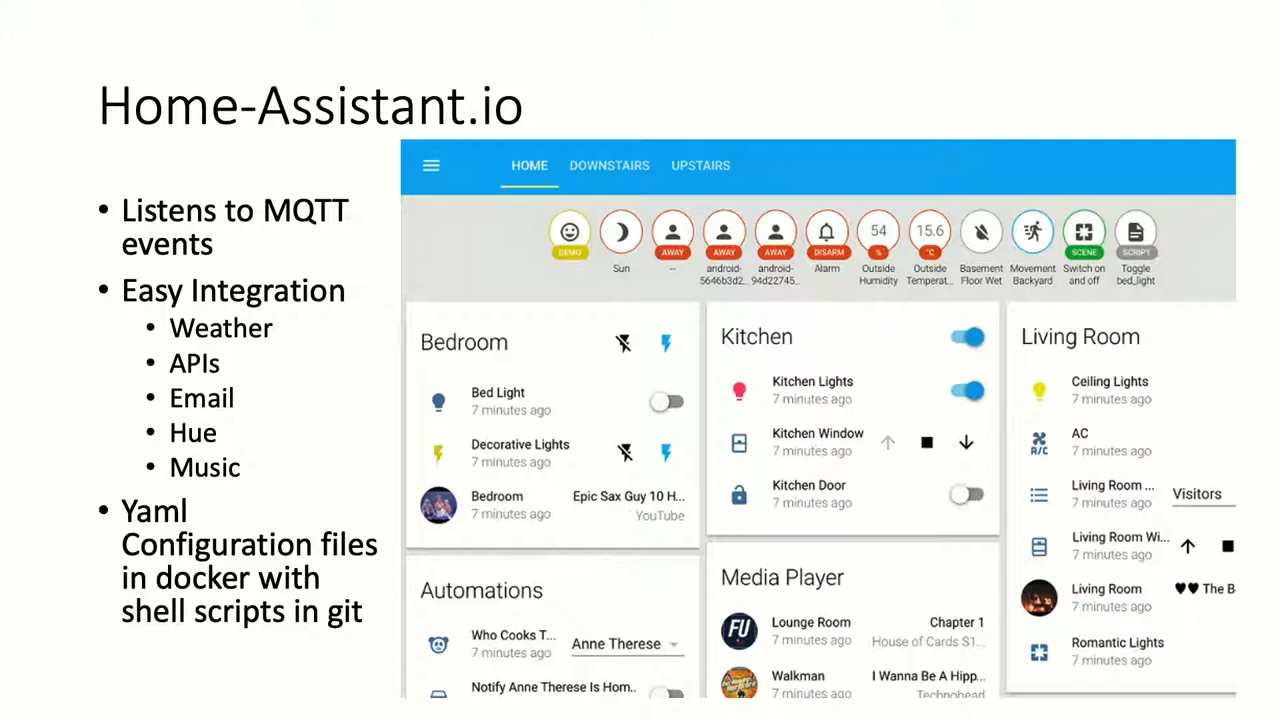 Home-Assistant.io
• Listens to MQTT
events
• Easy Integration
• Weather
• APIs
• Email
• Hue
• Music
• Yaml
Configuration files
in docker with
shell scripts in git
HOME DOWNSTAIRS UPSTAIRS
DEMO
Sun
AWAY
--
AWAY
android-
5646b3d2...
AWAY
android-
94d22745...
DISARM
Alarm
54
%
Outside
Humidity
15.6
°C
Outside
Temperat...
Basement
Floor Wet
Movement
Backyard
SCENE
Switch on
and off
SCRIPT
Toggle
bed_light
Bedroom
Bed Light
7 minutes ago
Decorative Lights
7 minutes ago
Bedroom
7 minutes ago
Epic Sax Guy 10 H...
YouTube
Automations
Who Cooks T...
7 minutes ago
Anne Therese
Notify Anne Therese Is Hom..
Kitchen
Kitchen Lights
7 minutes ago
Kitchen Window
7 minutes ago
Kitchen Door
7 minutes ago
Media Player
FU
Lounge Room
7 minutes ago
Chapter 1
House of Cards S1...
Walkman
7 minutes ago
I Wanna Be A Hipp..
Technohead
Living Room
Ceiling Lights
7 minutes ago
A/C
AC
7 minutes ago
Living Room ...
7 minutes ago
Visitors
Living Room Wi...
7 minutes ago
Living Room
7 minutes ago
♥♥ The B
Romantic Lights
7 minutes ago